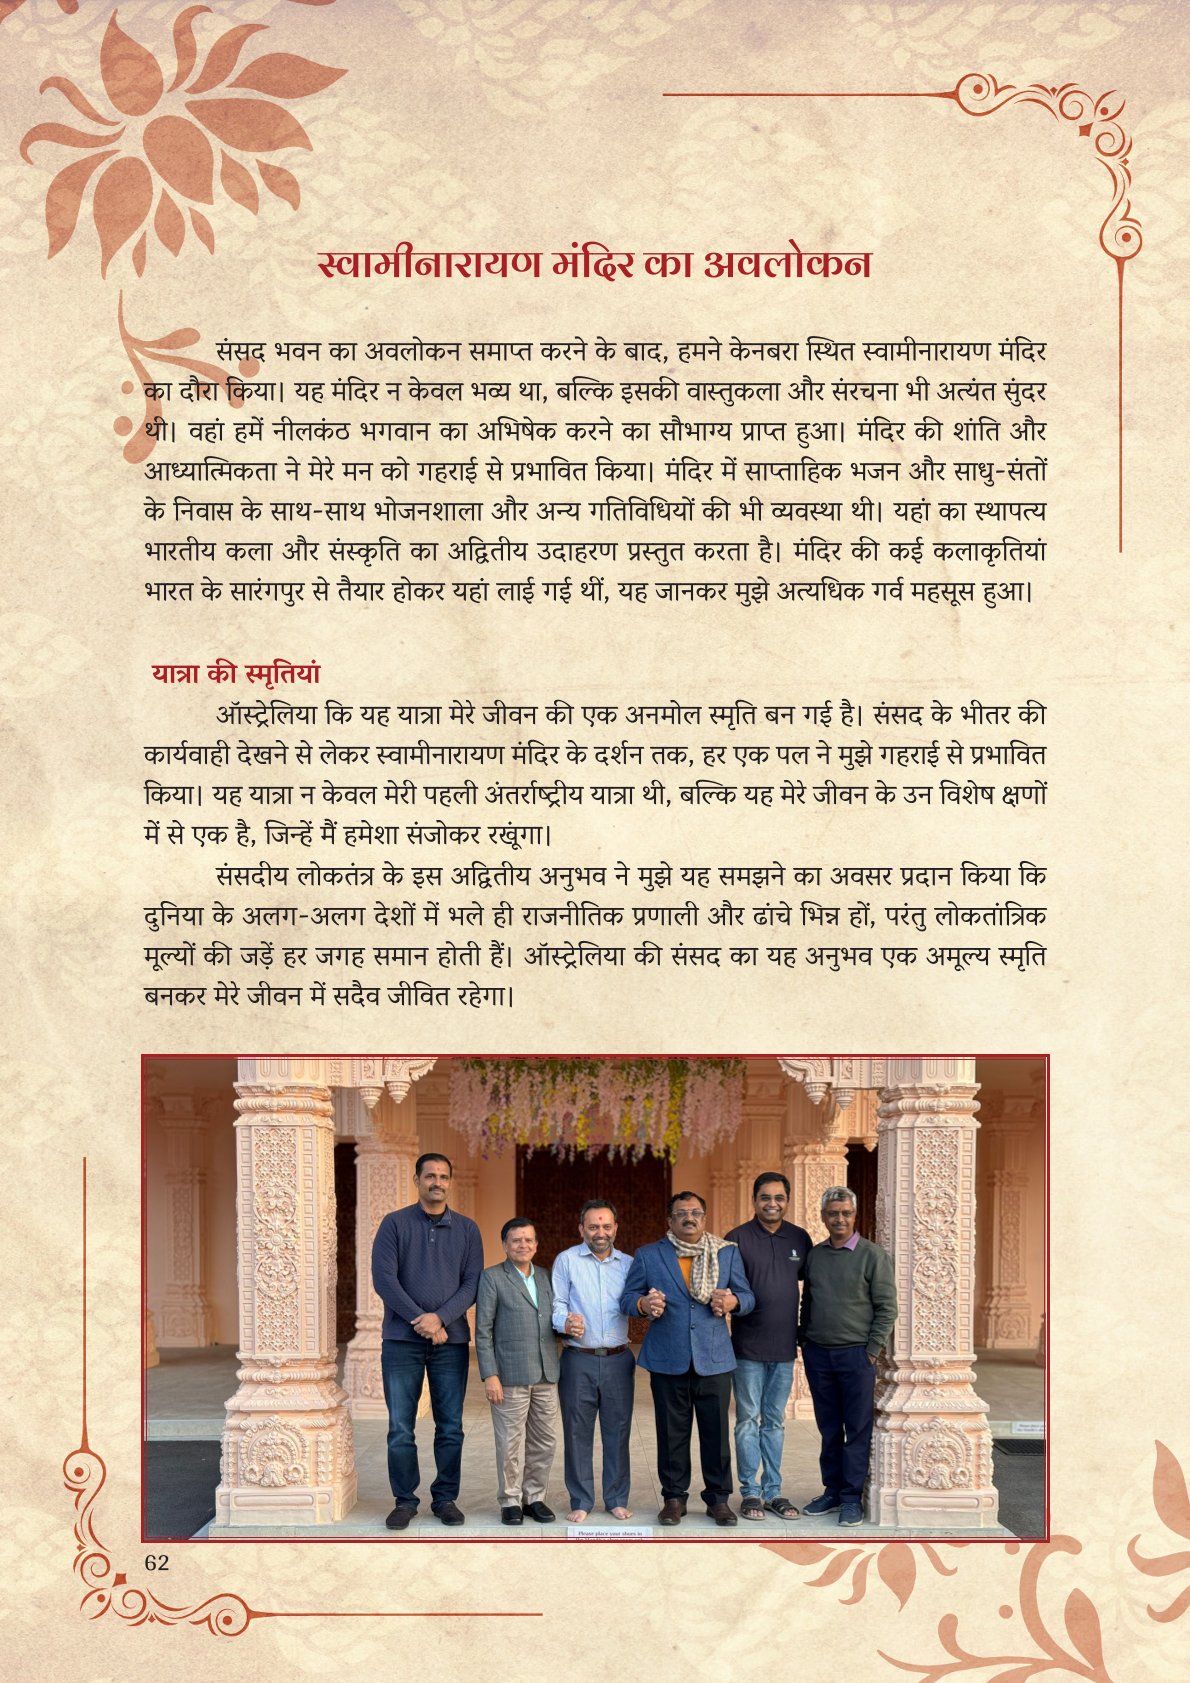 स्वामीनारायण मंदिर का अवलोकन
संसद भवन का अवलोकन समाप्त करने के बाद, हमने केनबरा स्थित स्वामीनारायण मंदिर
का दौरा किया। यह मंदिर न केवल भव्य था, बल्कि इसकी वास्तुकला और संरचना भी अत्यंत सुंदर
थी। वहां हमें नीलकंठ भगवान का अभिषेक करने का सौभाग्य प्राप्त हुआ। मंदिर की शांति और
आध्यात्मिकता ने मेरे मन को गहराई से प्रभावित किया। मंदिर में साप्ताहिक भजन और साधु-संतों
के निवास के साथ-साथ भोजनशाला और अन्य गतिविधियों की भी व्यवस्था थी। यहां का स्थापत्य
भारतीय कला और संस्कृति का अद्वितीय उदाहरण प्रस्तुत करता है। मंदिर की कई कलाकृतियां
भारत के सारंगपुर से तैयार होकर यहां लाई गई थीं, यह जानकर मुझे अत्यधिक गर्व महसूस हुआ।
यात्रा की स्मृतियां
ऑस्ट्रेलिया कि यह यात्रा मेरे जीवन की एक अनमोल स्मृति बन गई है। संसद के भीतर की
कार्यवाही देखने से लेकर स्वामीनारायण मंदिर के दर्शन तक, हर एक पल ने मुझे गहराई से प्रभावित
किया। यह यात्रा न केवल मेरी पहली अंतर्राष्ट्रीय यात्रा थी, बल्कि यह मेरे जीवन के उन विशेष क्षणों
में से एक है, जिन्हें मैं हमेशा संजोकर रखूंगा।
संसदीय लोकतंत्र के इस अद्वितीय अनुभव ने मुझे यह समझने का अवसर प्रदान किया कि
दुनिया के अलग-अलग देशों में भले ही राजनीतिक प्रणाली और ढांचे भिन्न हों, परंतु लोकतांत्रिक
मूल्यों की जड़ें हर जगह समान होती हैं। ऑस्ट्रेलिया की संसद का यह अनुभव एक अमूल्य स्मृति
बनकर मेरे जीवन में सदैव जीवित रहेगा।
Please place your shoes in
62